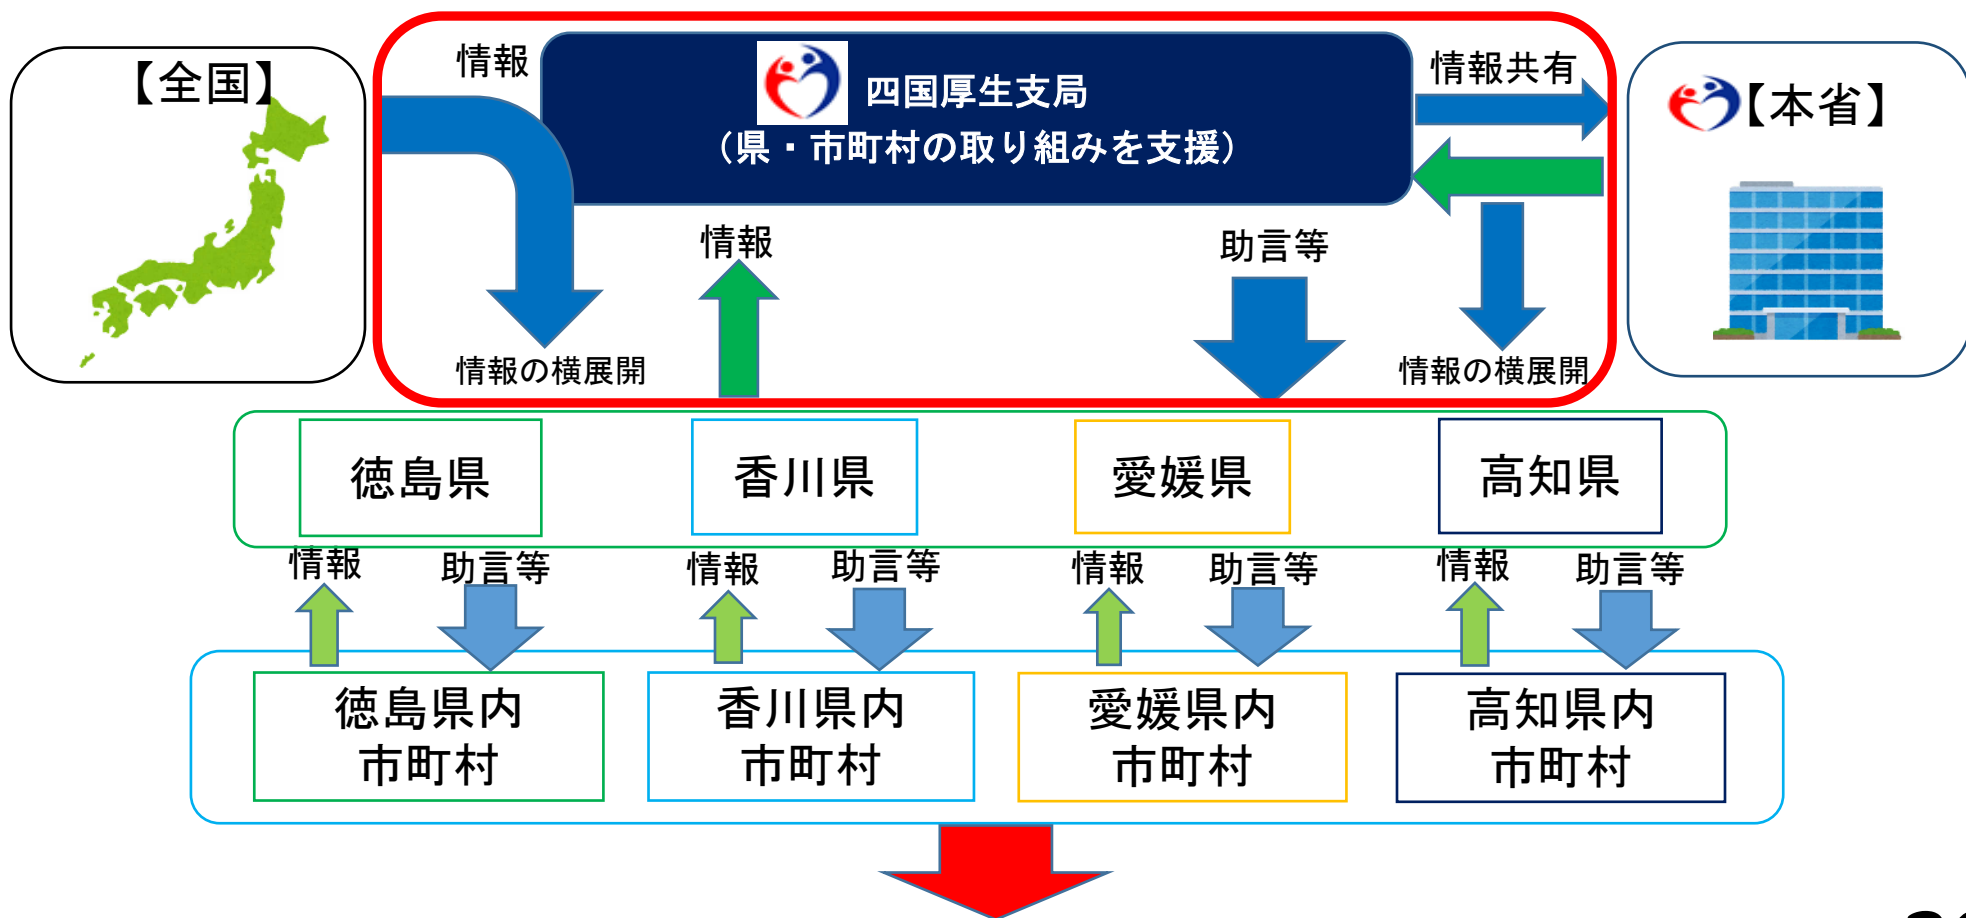 【全国】
情報
四国厚生支局
（県・市町村の取り組みを支援）
情報共有
【本省】
情報
助言等
情報の横展開
情報の横展開
徳島県
香川県
愛媛県
高知県
情報
助言等
情報
助言等
情報
助言等
情報
助言等
徳島県内
市町村
香川県内
市町村
愛媛県内
市町村
高知県内
市町村